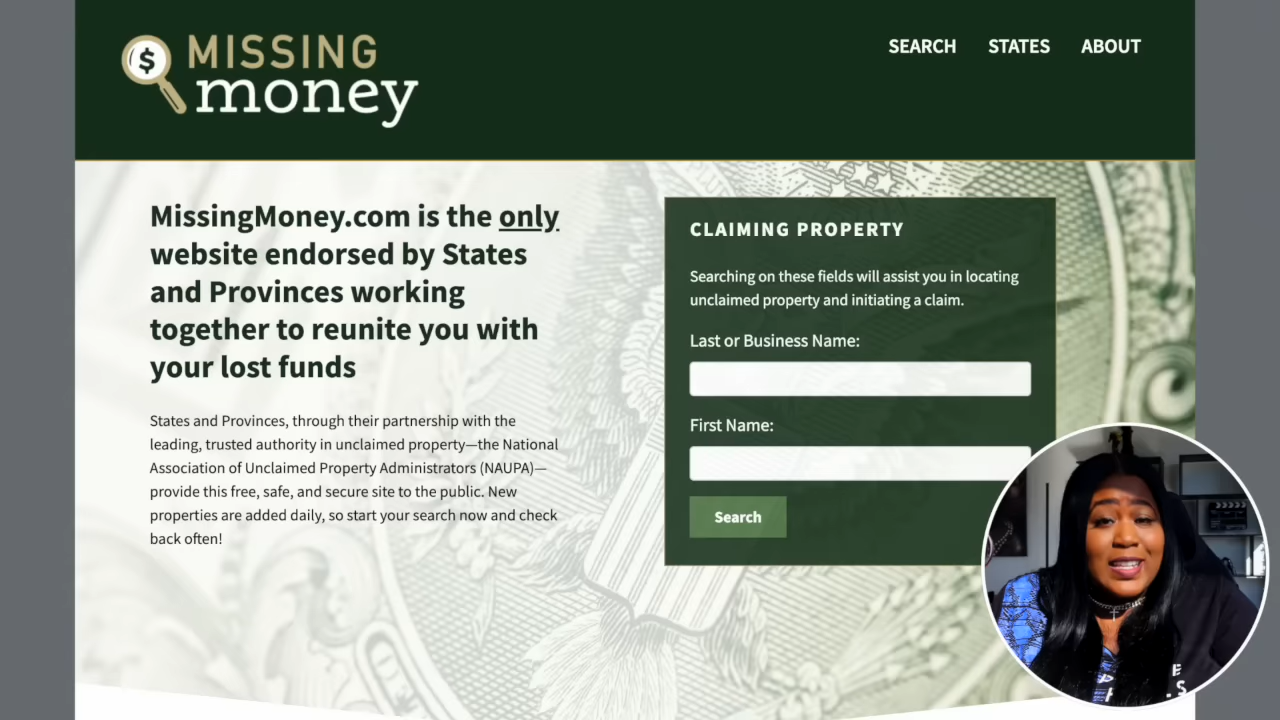 MISSING
money
SEARCH STATES ABOUT
MissingMoney.com is the only
website endorsed by States
and Provinces working
together to reunite you with
your lost funds
States and Provinces, through their partnership with the
leading, trusted authority in unclaimed property—the National
Association of Unclaimed Property Administrators (NAUPA)—
provide this free, safe, and secure site to the public. New
properties are added daily, so start your search now and check
back often!
CLAIMING PROPERTY
Searching on these fields will assist you in locating
unclaimed property and initiating a claim.
Last or Business Name:
First Name:
Search